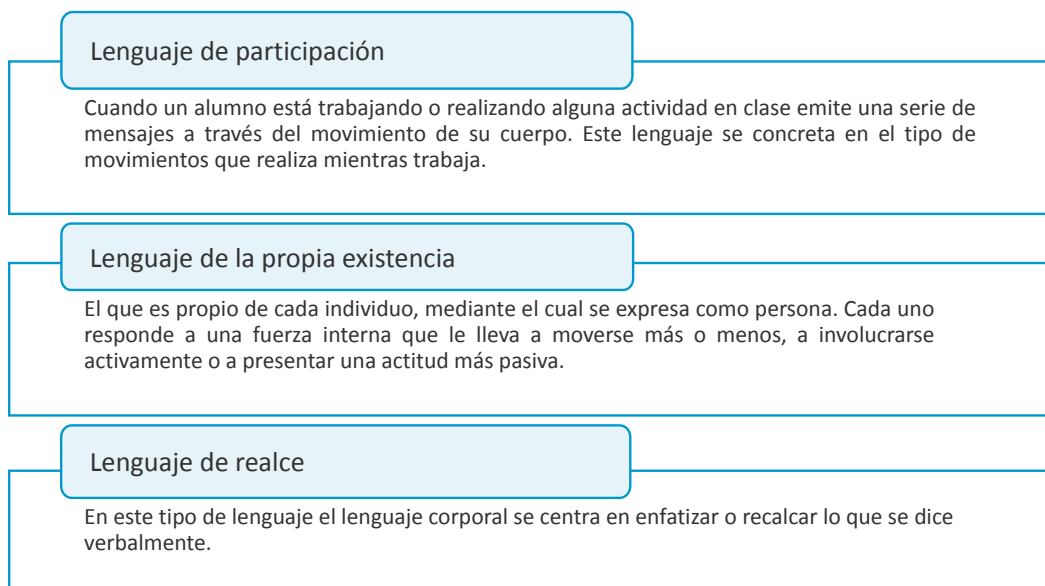 Lenguaje de participación
Cuando un alumno está trabajando o realizando alguna actividad en clase emite una serie de
mensajes a través del movimiento de su cuerpo. Este lenguaje se concreta en el tipo de
movimientos que realiza mientras trabaja.
Lenguaje de la propia existencia
El que es propio de cada individuo, mediante el cual se expresa como persona. Cada uno
responde a una fuerza interna que le lleva a moverse más o menos, a involucrarse
activamente o a presentar una actitud más pasiva.
Lenguaje de realce
En este tipo de lenguaje el lenguaje corporal se centra en enfatizar o recalcar lo que se dice
verbalmente.